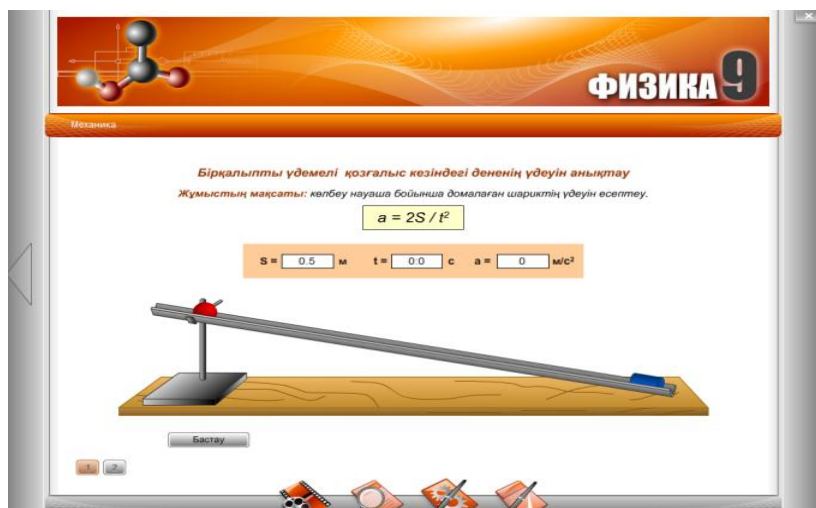 ФИЗИКА 9
Механика
Бірқалыпты үдемелі қозғалыс кезіндегі дененің үдеуін анықтау
Жұмыстың мақсаты: көлбеу науаша бойынша домалаған шариктің үдеуін есептеу.
a = 2S / t²
S = 0.5 м t = 0:0 с a = 0 м/с²
Бастау
1 2